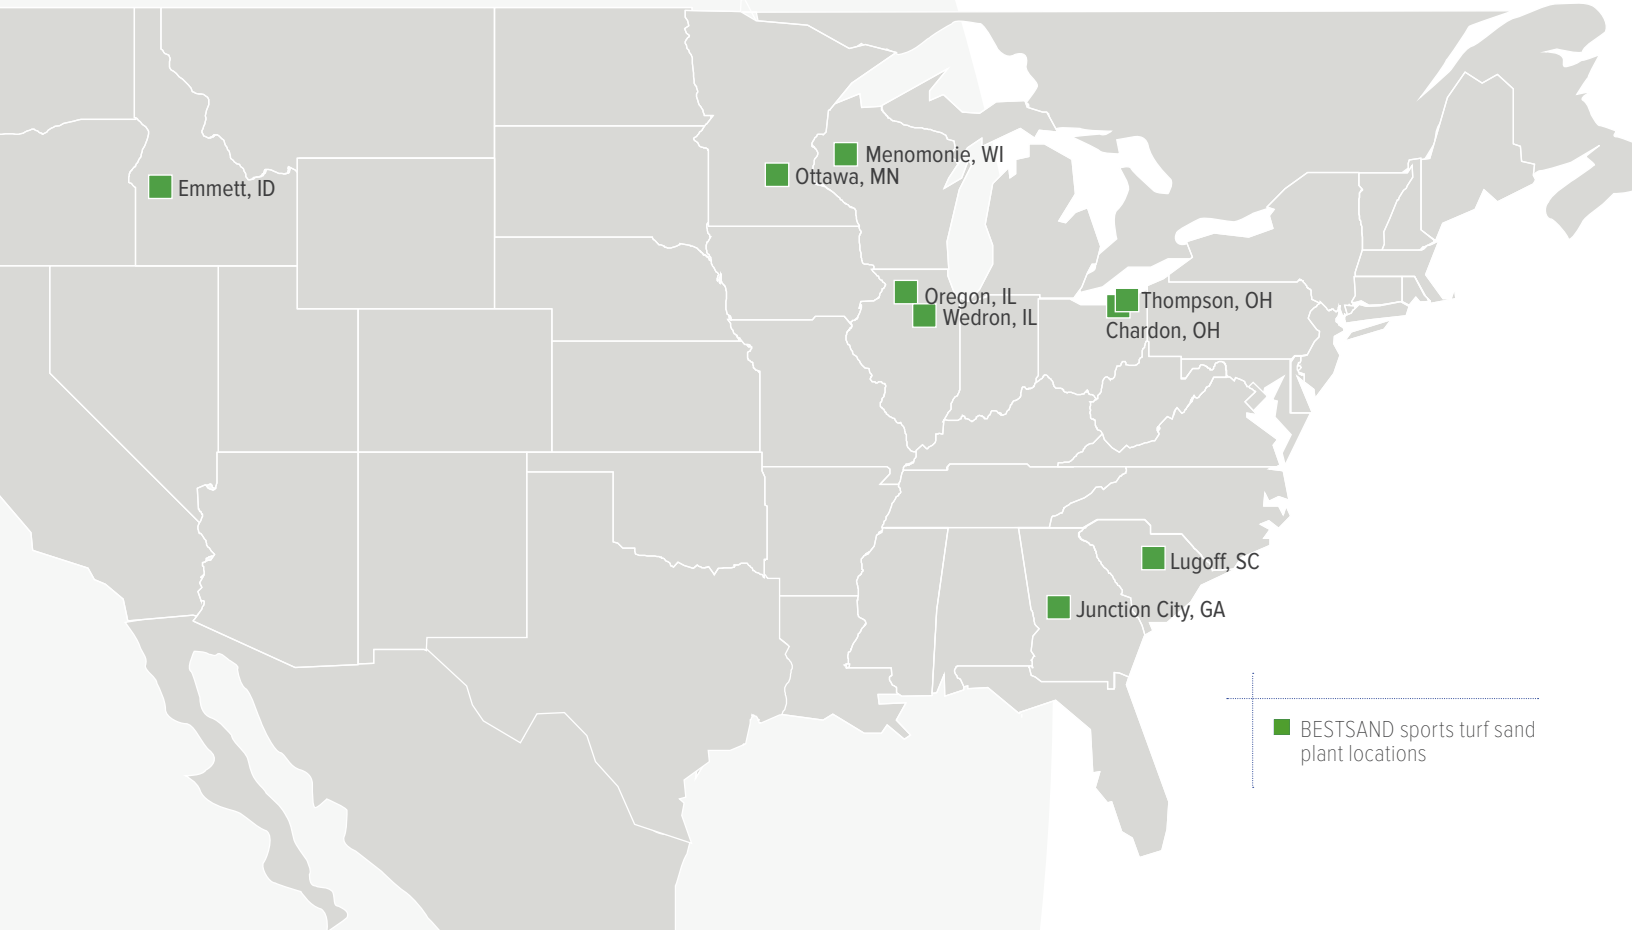 Menomonie, WI
Ottawa, MN
Emmett, ID
Oregon, IL
Wedron, IL
Thompson, OH
Chardon, OH
Lugoff, SC
Junction City, GA
BESTSAND sports turf sand
plant locations